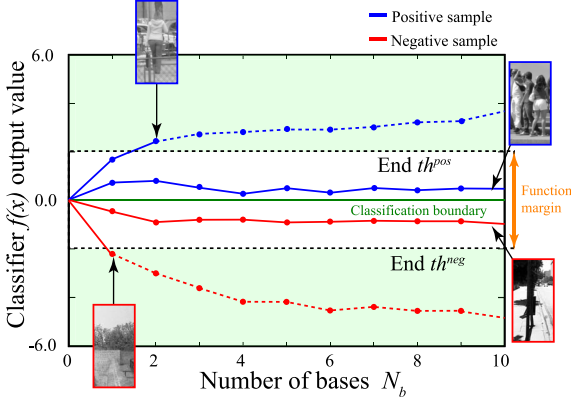 Positive sample
Negative sample
6.0
End th^pos
0.0
Classification boundary
Function
margin
End th^neg
-6.0
0 2 4 6 8 10
Number of bases N_b
Classifier f(x) output value